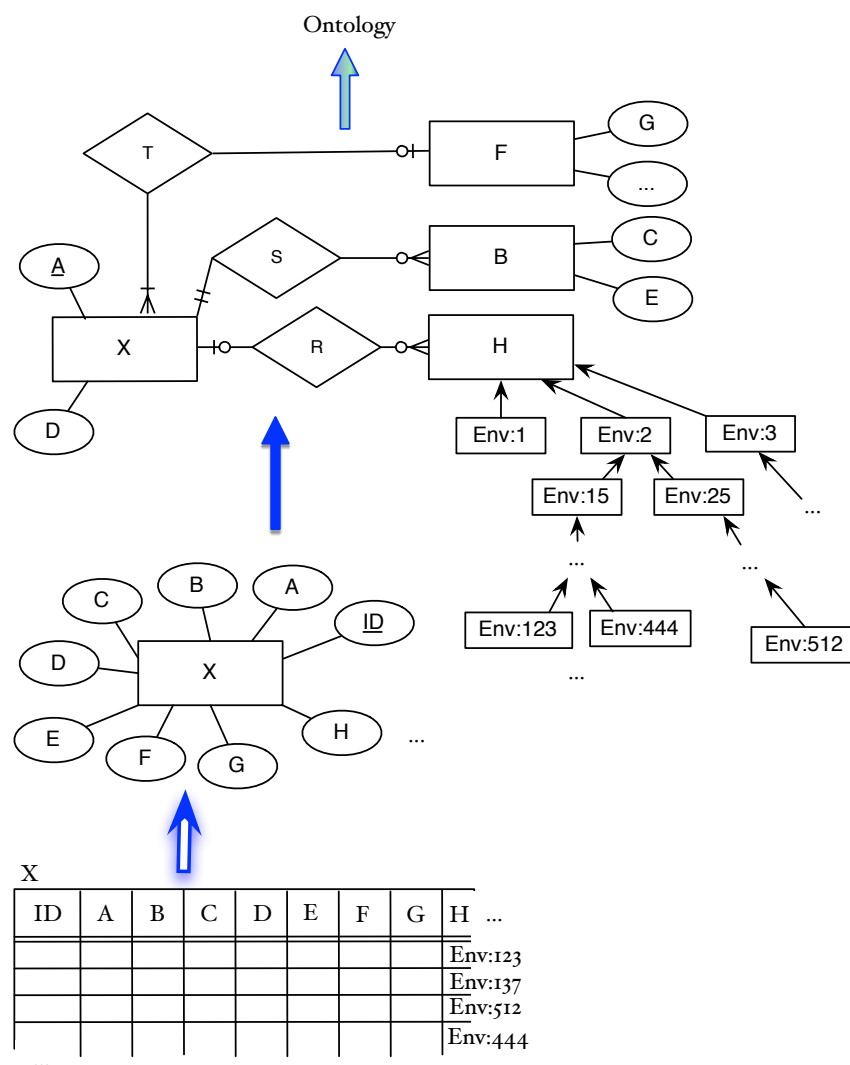 Ontology
T
F
G
...
S
B
C
E
A
X
D
R
H
Env:1
Env:2
Env:3
Env:15
Env:25
...
...
...
Env:123
Env:444
Env:512
...
B
A
C
ID
D
X
E
F
G
H
...
X
ID A B C D E F G H ...
Env:123
Env:137
Env:512
Env:444
...